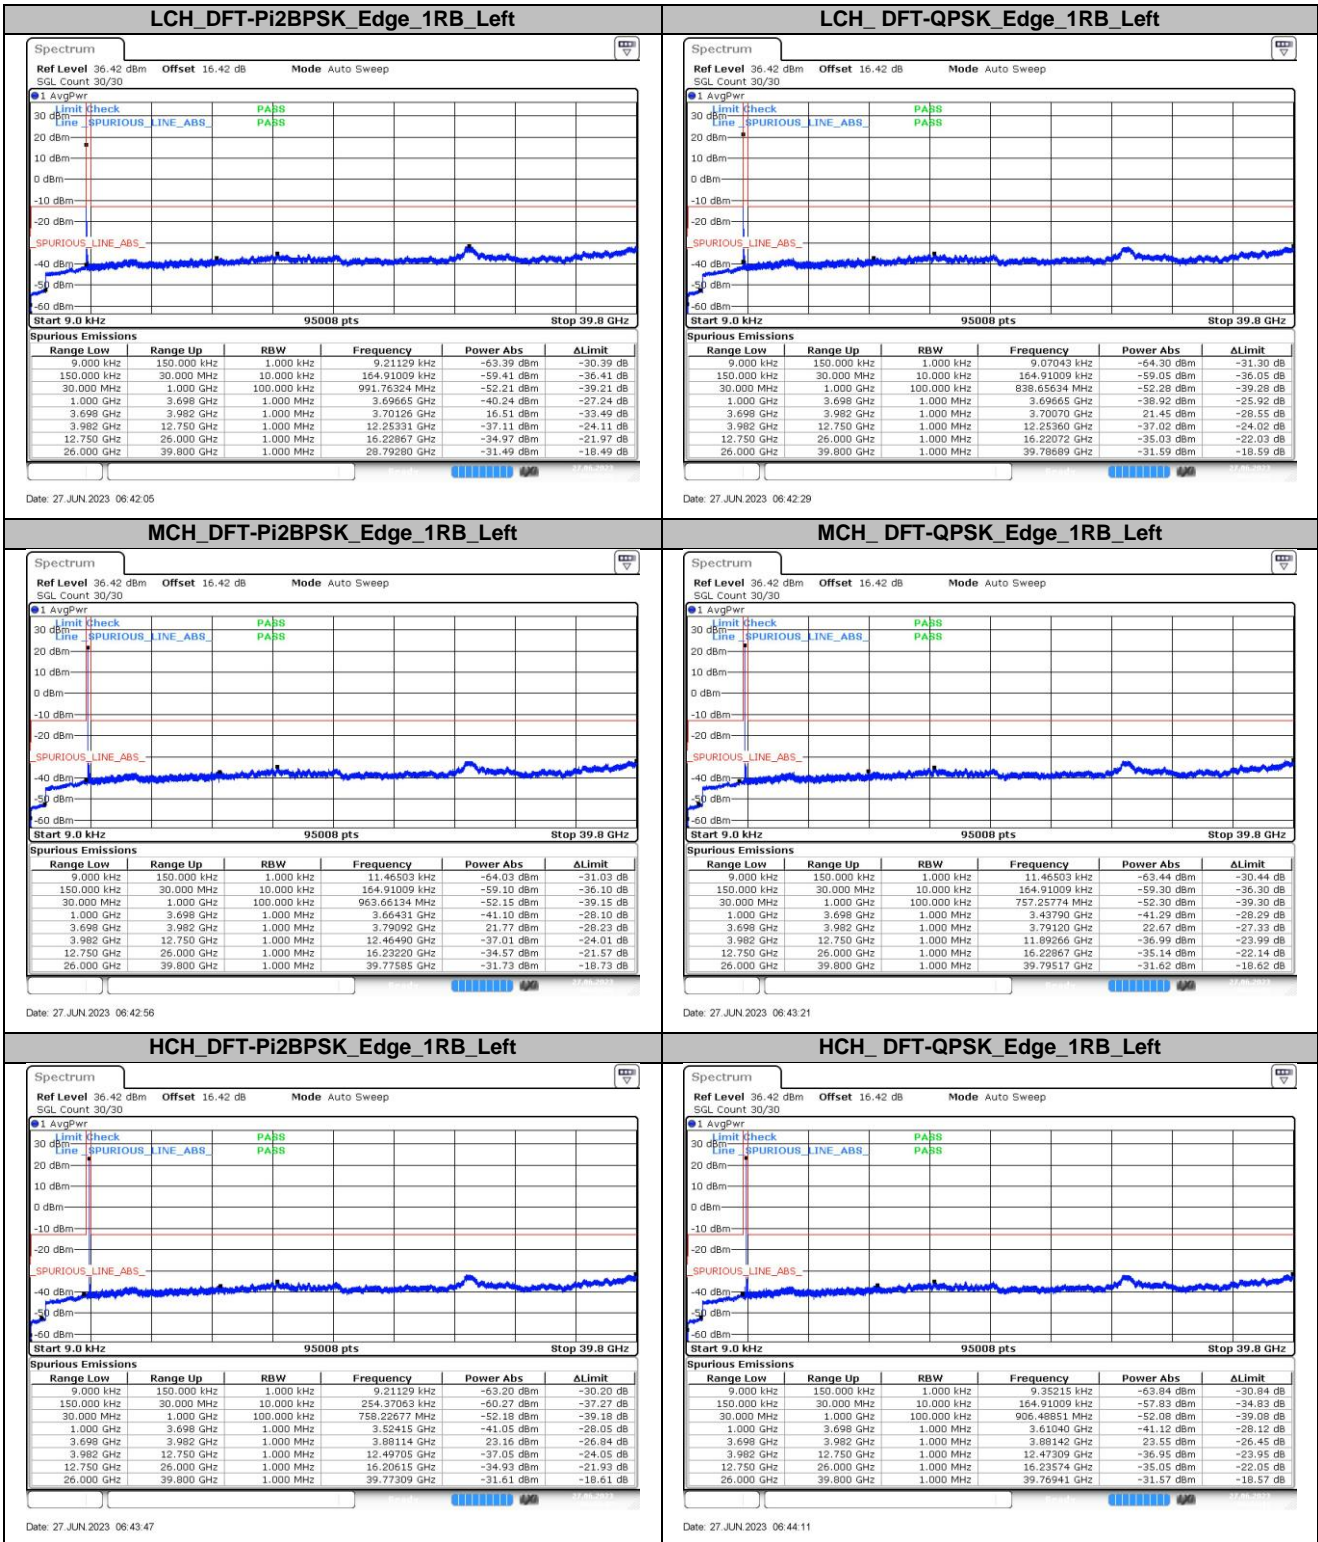 LCH_DFT-Pi2BPSK_Edge_1RB_Left
Spectrum
Ref Level 36.42 dBm Offset 16.42 dB Mode Auto Sweep
SGL Count 30/30
1 AvgPwr
Limit Check PASS
30 dBm
Line _SPURIOUS_LINE_ABS_ PASS
20 dBm
10 dBm
0 dBm
-10 dBm
-20 dBm
_SPURIOUS_LINE_ABS_
-40 dBm
-50 dBm
-60 dBm
Start 9.0 kHz 95008 pts Stop 39.8 GHz
Spurious Emissions
Range Low Range Up RBW Frequency Power Abs ΔLimit
9.000 kHz 150.000 kHz 1.000 kHz 9.21129 kHz -63.39 dBm -30.39 dB
150.000 kHz 30.000 MHz 10.000 kHz 164.91009 kHz -59.41 dBm -36.41 dB
30.000 MHz 1.000 GHz 100.000 kHz 991.76324 MHz -52.21 dBm -39.21 dB
1.000 GHz 3.698 GHz 1.000 MHz 3.69665 GHz -40.24 dBm -27.24 dB
3.698 GHz 3.982 GHz 1.000 MHz 3.70126 GHz 16.51 dBm -33.49 dB
3.982 GHz 12.750 GHz 1.000 MHz 12.25331 GHz -37.11 dBm -24.11 dB
12.750 GHz 26.000 GHz 1.000 MHz 16.22867 GHz -34.97 dBm -21.97 dB
26.000 GHz 39.800 GHz 1.000 MHz 28.79280 GHz -31.49 dBm -18.49 dB
Date: 27.JUN.2023 06:42:05
LCH_ DFT-QPSK_Edge_1RB_Left
Spectrum
Ref Level 36.42 dBm Offset 16.42 dB Mode Auto Sweep
SGL Count 30/30
1 AvgPwr
Limit Check PASS
30 dBm
Line _SPURIOUS_LINE_ABS_ PASS
20 dBm
10 dBm
0 dBm
-10 dBm
-20 dBm
_SPURIOUS_LINE_ABS_
-40 dBm
-50 dBm
-60 dBm
Start 9.0 kHz 95008 pts Stop 39.8 GHz
Spurious Emissions
Range Low Range Up RBW Frequency Power Abs ΔLimit
9.000 kHz 150.000 kHz 1.000 kHz 9.07043 kHz -64.30 dBm -31.30 dB
150.000 kHz 30.000 MHz 10.000 kHz 164.91009 kHz -59.05 dBm -36.05 dB
30.000 MHz 1.000 GHz 100.000 kHz 838.65634 MHz -52.28 dBm -39.28 dB
1.000 GHz 3.698 GHz 1.000 MHz 3.69665 GHz -38.92 dBm -25.92 dB
3.698 GHz 3.982 GHz 1.000 MHz 3.70070 GHz 21.45 dBm -28.55 dB
3.982 GHz 12.750 GHz 1.000 MHz 12.25360 GHz -37.02 dBm -24.02 dB
12.750 GHz 26.000 GHz 1.000 MHz 16.22072 GHz -35.03 dBm -22.03 dB
26.000 GHz 39.800 GHz 1.000 MHz 39.78689 GHz -31.59 dBm -18.59 dB
Date: 27.JUN.2023 06:42:29
MCH_DFT-Pi2BPSK_Edge_1RB_Left
Spectrum
Ref Level 36.42 dBm Offset 16.42 dB Mode Auto Sweep
SGL Count 30/30
1 AvgPwr
Limit Check PASS
30 dBm
Line _SPURIOUS_LINE_ABS_ PASS
20 dBm
10 dBm
0 dBm
-10 dBm
-20 dBm
_SPURIOUS_LINE_ABS_
-40 dBm
-50 dBm
-60 dBm
Start 9.0 kHz 95008 pts Stop 39.8 GHz
Spurious Emissions
Range Low Range Up RBW Frequency Power Abs ΔLimit
9.000 kHz 150.000 kHz 1.000 kHz 11.46503 kHz -64.03 dBm -31.03 dB
150.000 kHz 30.000 MHz 10.000 kHz 164.91009 kHz -59.10 dBm -36.10 dB
30.000 MHz 1.000 GHz 100.000 kHz 963.66134 MHz -52.15 dBm -39.15 dB
1.000 GHz 3.698 GHz 1.000 MHz 3.66431 GHz -41.10 dBm -28.10 dB
3.698 GHz 3.982 GHz 1.000 MHz 3.79092 GHz 21.77 dBm -28.23 dB
3.982 GHz 12.750 GHz 1.000 MHz 12.46490 GHz -37.01 dBm -24.01 dB
12.750 GHz 26.000 GHz 1.000 MHz 16.23220 GHz -34.57 dBm -21.57 dB
26.000 GHz 39.800 GHz 1.000 MHz 39.77585 GHz -31.73 dBm -18.73 dB
Date: 27.JUN.2023 06:42:56
MCH_ DFT-QPSK_Edge_1RB_Left
Spectrum
Ref Level 36.42 dBm Offset 16.42 dB Mode Auto Sweep
SGL Count 30/30
1 AvgPwr
Limit Check PASS
30 dBm
Line _SPURIOUS_LINE_ABS_ PASS
20 dBm
10 dBm
0 dBm
-10 dBm
-20 dBm
_SPURIOUS_LINE_ABS_
-40 dBm
-50 dBm
-60 dBm
Start 9.0 kHz 95008 pts Stop 39.8 GHz
Spurious Emissions
Range Low Range Up RBW Frequency Power Abs ΔLimit
9.000 kHz 150.000 kHz 1.000 kHz 11.46503 kHz -63.44 dBm -30.44 dB
150.000 kHz 30.000 MHz 10.000 kHz 164.91009 kHz -59.30 dBm -36.30 dB
30.000 MHz 1.000 GHz 100.000 kHz 757.25774 MHz -52.30 dBm -39.30 dB
1.000 GHz 3.698 GHz 1.000 MHz 3.43790 GHz -41.29 dBm -28.29 dB
3.698 GHz 3.982 GHz 1.000 MHz 3.79120 GHz 22.67 dBm -27.33 dB
3.982 GHz 12.750 GHz 1.000 MHz 11.89266 GHz -36.99 dBm -23.99 dB
12.750 GHz 26.000 GHz 1.000 MHz 16.22867 GHz -35.14 dBm -22.14 dB
26.000 GHz 39.800 GHz 1.000 MHz 39.79517 GHz -31.62 dBm -18.62 dB
Date: 27.JUN.2023 06:43:21
HCH_DFT-Pi2BPSK_Edge_1RB_Left
Spectrum
Ref Level 36.42 dBm Offset 16.42 dB Mode Auto Sweep
SGL Count 30/30
1 AvgPwr
Limit Check PASS
30 dBm
Line _SPURIOUS_LINE_ABS_ PASS
20 dBm
10 dBm
0 dBm
-10 dBm
-20 dBm
_SPURIOUS_LINE_ABS_
-40 dBm
-50 dBm
-60 dBm
Start 9.0 kHz 95008 pts Stop 39.8 GHz
Spurious Emissions
Range Low Range Up RBW Frequency Power Abs ΔLimit
9.000 kHz 150.000 kHz 1.000 kHz 9.21129 kHz -63.20 dBm -30.20 dB
150.000 kHz 30.000 MHz 10.000 kHz 254.37063 kHz -60.27 dBm -37.27 dB
30.000 MHz 1.000 GHz 100.000 kHz 758.22677 MHz -52.18 dBm -39.18 dB
1.000 GHz 3.698 GHz 1.000 MHz 3.52415 GHz -41.05 dBm -28.05 dB
3.698 GHz 3.982 GHz 1.000 MHz 3.88114 GHz 23.16 dBm -26.84 dB
3.982 GHz 12.750 GHz 1.000 MHz 12.49705 GHz -37.05 dBm -24.05 dB
12.750 GHz 26.000 GHz 1.000 MHz 16.20615 GHz -34.93 dBm -21.93 dB
26.000 GHz 39.800 GHz 1.000 MHz 39.77309 GHz -31.61 dBm -18.61 dB
Date: 27.JUN.2023 06:43:47
HCH_ DFT-QPSK_Edge_1RB_Left
Spectrum
Ref Level 36.42 dBm Offset 16.42 dB Mode Auto Sweep
SGL Count 30/30
1 AvgPwr
Limit Check PASS
30 dBm
Line _SPURIOUS_LINE_ABS_ PASS
20 dBm
10 dBm
0 dBm
-10 dBm
-20 dBm
_SPURIOUS_LINE_ABS_
-40 dBm
-50 dBm
-60 dBm
Start 9.0 kHz 95008 pts Stop 39.8 GHz
Spurious Emissions
Range Low Range Up RBW Frequency Power Abs ΔLimit
9.000 kHz 150.000 kHz 1.000 kHz 9.35215 kHz -63.84 dBm -30.84 dB
150.000 kHz 30.000 MHz 10.000 kHz 164.91009 kHz -57.83 dBm -34.83 dB
30.000 MHz 1.000 GHz 100.000 kHz 906.48851 MHz -52.08 dBm -39.08 dB
1.000 GHz 3.698 GHz 1.000 MHz 3.61040 GHz -41.12 dBm -28.12 dB
3.698 GHz 3.982 GHz 1.000 MHz 3.88142 GHz 23.55 dBm -26.45 dB
3.982 GHz 12.750 GHz 1.000 MHz 12.47309 GHz -36.95 dBm -23.95 dB
12.750 GHz 26.000 GHz 1.000 MHz 16.23574 GHz -35.05 dBm -22.05 dB
26.000 GHz 39.800 GHz 1.000 MHz 39.76941 GHz -31.57 dBm -18.57 dB
Date: 27.JUN.2023 06:44:11